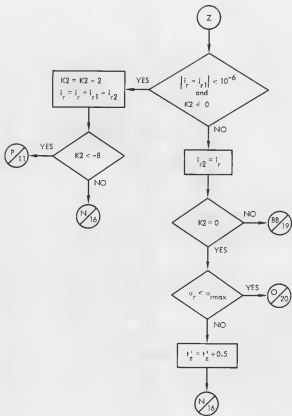 Z
|i_r − i_r1| < 10^-6
and
K2 ≠ 0
YES
NO
K2 = K2 − 2
i_r = i_r + i_r1 − i_r2
K2 < -8
YES
P/11
NO
N/16
i_r2 = i_r
K2=0
NO
BB/19
YES
u_r < u_rmax
YES
O/20
NO
t'_z = t'_z + 0.5
N/16